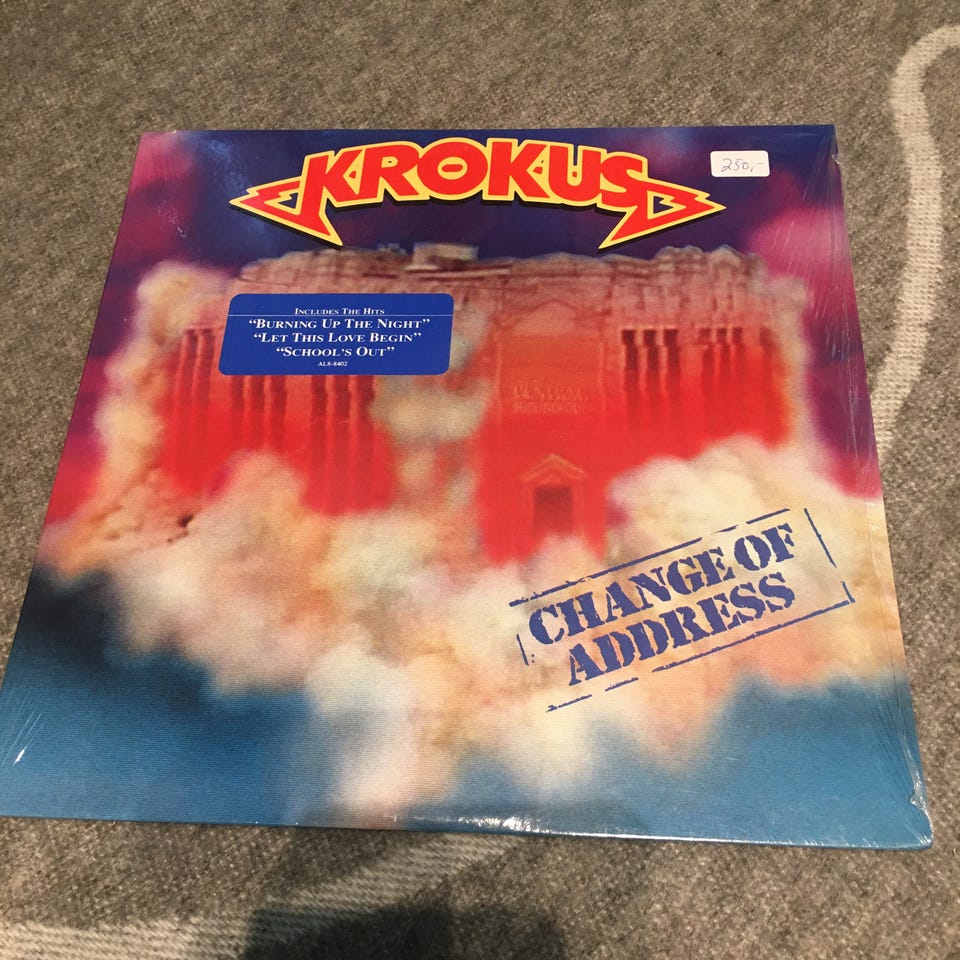 KROKUS
250,-
INCLUDES THE HITS
"BURNING UP THE NIGHT"
"LET THIS LOVE BEGIN"
"SCHOOL'S OUT"
AL8-8402
CENTRAL
CHANGE OF
ADDRESS